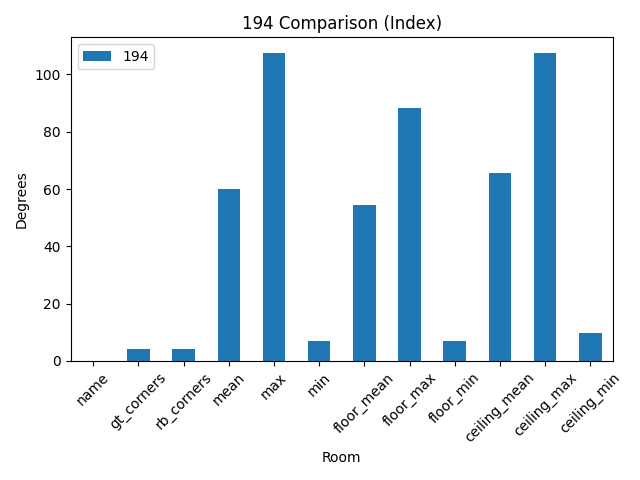 194 Comparison (Index)
194
Degrees
100
80
60
40
20
0
name
gt_corners
rb_corners
mean
max
min
floor_mean
floor_max
floor_min
ceiling_mean
ceiling_max
ceiling_min
Room